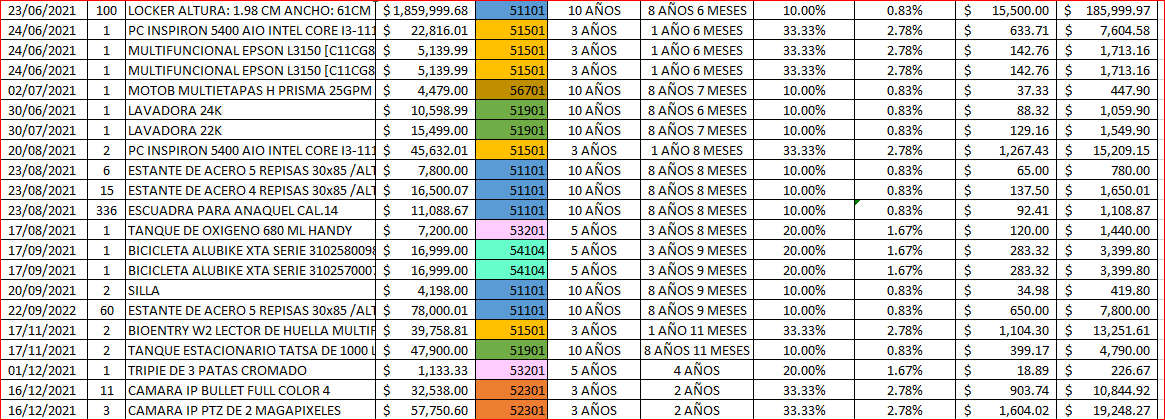 23/06/2021 100 LOCKER ALTURA: 1.98 CM ANCHO: 61CM $ 1,859,999.68 51101 10 AÑOS 8 AÑOS 6 MESES 10.00% 0.83% $ 15,500.00 $ 185,999.97
24/06/2021 1 PC INSPIRON 5400 AIO INTEL CORE I3-111 $ 22,816.01 51501 3 AÑOS 1 AÑO 6 MESES 33.33% 2.78% $ 633.71 $ 7,604.58
24/06/2021 1 MULTIFUNCIONAL EPSON L3150 [C11CG8 $ 5,139.99 51501 3 AÑOS 1 AÑO 6 MESES 33.33% 2.78% $ 142.76 $ 1,713.16
24/06/2021 1 MULTIFUNCIONAL EPSON L3150 [C11CG8 $ 5,139.99 51501 3 AÑOS 1 AÑO 6 MESES 33.33% 2.78% $ 142.76 $ 1,713.16
02/07/2021 1 MOTOB MULTIETAPAS H PRISMA 25GPM $ 4,479.00 56701 10 AÑOS 8 AÑOS 7 MESES 10.00% 0.83% $ 37.33 $ 447.90
30/06/2021 1 LAVADORA 24K $ 10,598.99 51901 10 AÑOS 8 AÑOS 6 MESES 10.00% 0.83% $ 88.32 $ 1,059.90
30/07/2021 1 LAVADORA 22K $ 15,499.00 51901 10 AÑOS 8 AÑOS 7 MESES 10.00% 0.83% $ 129.16 $ 1,549.90
20/08/2021 2 PC INSPIRON 5400 AIO INTEL CORE I3-111 $ 45,632.01 51501 3 AÑOS 1 AÑO 8 MESES 33.33% 2.78% $ 1,267.43 $ 15,209.15
23/08/2021 6 ESTANTE DE ACERO 5 REPISAS 30x85 /ALT $ 7,800.00 51101 10 AÑOS 8 AÑOS 8 MESES 10.00% 0.83% $ 65.00 $ 780.00
23/08/2021 15 ESTANTE DE ACERO 4 REPISAS 30x85 /ALT $ 16,500.07 51101 10 AÑOS 8 AÑOS 8 MESES 10.00% 0.83% $ 137.50 $ 1,650.01
23/08/2021 336 ESCUADRA PARA ANAQUEL CAL.14 $ 11,088.67 51101 10 AÑOS 8 AÑOS 8 MESES 10.00% 0.83% $ 92.41 $ 1,108.87
17/08/2021 1 TANQUE DE OXIGENO 680 ML HANDY $ 7,200.00 53201 5 AÑOS 3 AÑOS 8 MESES 20.00% 1.67% $ 120.00 $ 1,440.00
17/09/2021 1 BICICLETA ALUBIKE XTA SERIE 3102580098 $ 16,999.00 54104 5 AÑOS 3 AÑOS 9 MESES 20.00% 1.67% $ 283.32 $ 3,399.80
17/09/2021 1 BICICLETA ALUBIKE XTA SERIE 3102570007 $ 16,999.00 54104 5 AÑOS 3 AÑOS 9 MESES 20.00% 1.67% $ 283.32 $ 3,399.80
20/09/2021 2 SILLA $ 4,198.00 51101 10 AÑOS 8 AÑOS 9 MESES 10.00% 0.83% $ 34.98 $ 419.80
22/09/2022 60 ESTANTE DE ACERO 5 REPISAS 30x85 /ALT $ 78,000.01 51101 10 AÑOS 8 AÑOS 9 MESES 10.00% 0.83% $ 650.00 $ 7,800.00
17/11/2021 2 BIOENTRY W2 LECTOR DE HUELLA MULTIF $ 39,758.81 51501 3 AÑOS 1 AÑO 11 MESES 33.33% 2.78% $ 1,104.30 $ 13,251.61
17/11/2021 2 TANQUE ESTACIONARIO TATSA DE 1000 L $ 47,900.00 51901 10 AÑOS 8 AÑOS 11 MESES 10.00% 0.83% $ 399.17 $ 4,790.00
01/12/2021 1 TRIPIE DE 3 PATAS CROMADO $ 1,133.33 53201 5 AÑOS 4 AÑOS 20.00% 1.67% $ 18.89 $ 226.67
16/12/2021 11 CAMARA IP BULLET FULL COLOR 4 $ 32,538.00 52301 3 AÑOS 2 AÑOS 33.33% 2.78% $ 903.74 $ 10,844.92
16/12/2021 3 CAMARA IP PTZ DE 2 MAGAPIXELES $ 57,750.60 52301 3 AÑOS 2 AÑOS 33.33% 2.78% $ 1,604.02 $ 19,248.27